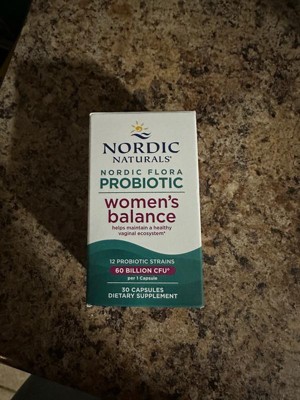 NORDIC
NATURALS®
NORDIC FLORA
PROBIOTIC
women's
balance
helps maintain a healthy
vaginal ecosystem*
12 PROBIOTIC STRAINS
60 BILLION CFU†
per 1 Capsule
30 CAPSULES
DIETARY SUPPLEMENT